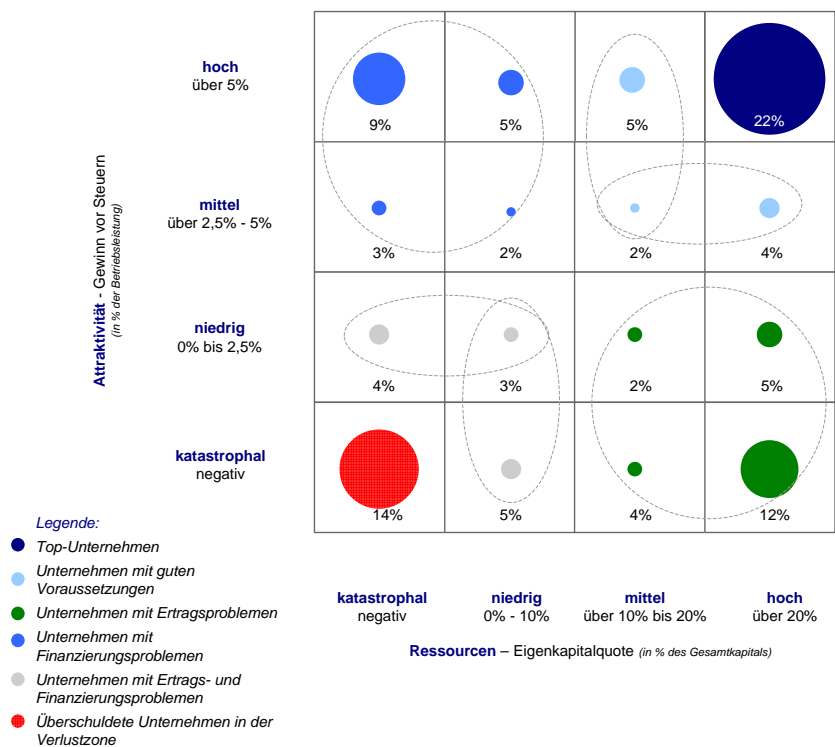 hoch
über 5%
9%
5%
5%
22%
Attraktivität - Gewinn vor Steuern
(in % der Betriebsleistung)
mittel
über 2,5% - 5%
3%
2%
2%
4%
niedrig
0% bis 2,5%
4%
3%
2%
5%
katastrophal
negativ
14%
5%
4%
12%
Legende:
Top-Unternehmen
Unternehmen mit guten
Voraussetzungen
Unternehmen mit Ertragsproblemen
Unternehmen mit
Finanzierungsproblemen
Unternehmen mit Ertrags- und
Finanzierungsproblemen
Überschuldete Unternehmen in der
Verlustzone
katastrophal
negativ
niedrig
0% - 10%
mittel
über 10% bis 20%
hoch
über 20%
Ressourcen – Eigenkapitalquote (in % des Gesamtkapitals)